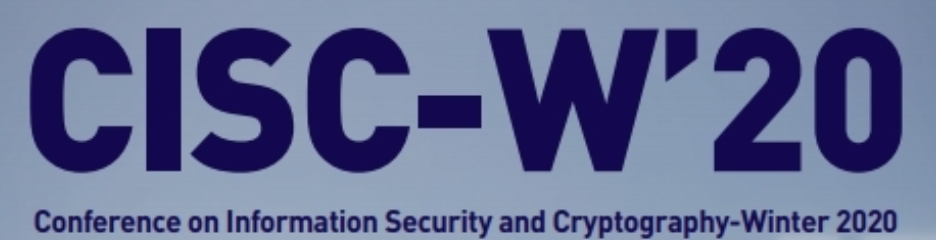 CISC-W'20
Conference on Information Security and Cryptography-Winter 2020